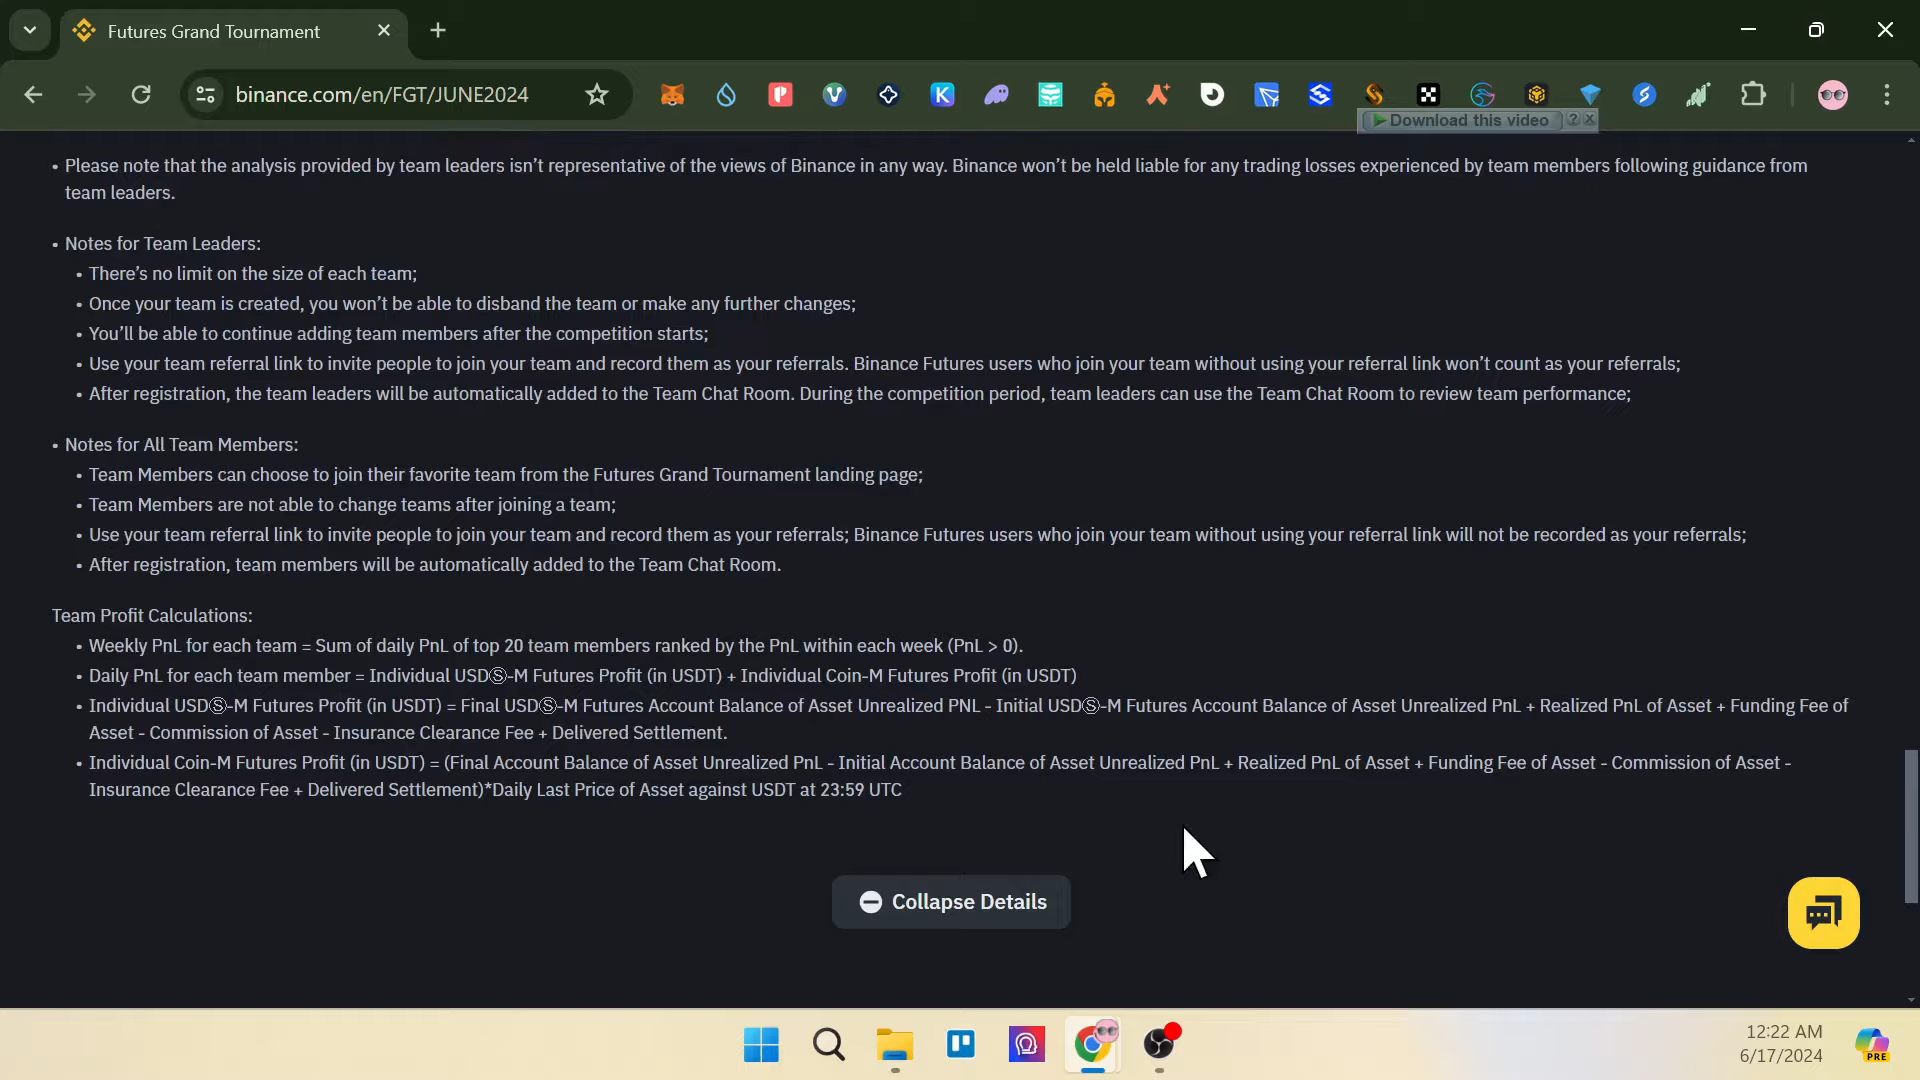 Futures Grand Tournament
binance.com/en/FGT/JUNE2024
Download this video
• Please note that the analysis provided by team leaders isn’t representative of the views of Binance in any way. Binance won’t be held liable for any trading losses experienced by team members following guidance from
team leaders.
• Notes for Team Leaders:
• There’s no limit on the size of each team;
• Once your team is created, you won’t be able to disband the team or make any further changes;
• You’ll be able to continue adding team members after the competition starts;
• Use your team referral link to invite people to join your team and record them as your referrals. Binance Futures users who join your team without using your referral link won’t count as your referrals;
• After registration, the team leaders will be automatically added to the Team Chat Room. During the competition period, team leaders can use the Team Chat Room to review team performance;
• Notes for All Team Members:
• Team Members can choose to join their favorite team from the Futures Grand Tournament landing page;
• Team Members are not able to change teams after joining a team;
• Use your team referral link to invite people to join your team and record them as your referrals; Binance Futures users who join your team without using your referral link will not be recorded as your referrals;
• After registration, team members will be automatically added to the Team Chat Room.
Team Profit Calculations:
• Weekly PnL for each team = Sum of daily PnL of top 20 team members ranked by the PnL within each week (PnL > 0).
• Daily PnL for each team member = Individual USDⓈ-M Futures Profit (in USDT) + Individual Coin-M Futures Profit (in USDT)
• Individual USDⓈ-M Futures Profit (in USDT) = Final USDⓈ-M Futures Account Balance of Asset Unrealized PNL - Initial USDⓈ-M Futures Account Balance of Asset Unrealized PnL + Realized PnL of Asset + Funding Fee of
Asset - Commission of Asset - Insurance Clearance Fee + Delivered Settlement.
• Individual Coin-M Futures Profit (in USDT) = (Final Account Balance of Asset Unrealized PnL - Initial Account Balance of Asset Unrealized PnL + Realized PnL of Asset + Funding Fee of Asset - Commission of Asset -
Insurance Clearance Fee + Delivered Settlement)*Daily Last Price of Asset against USDT at 23:59 UTC
Collapse Details
12:22 AM
6/17/2024
PRE